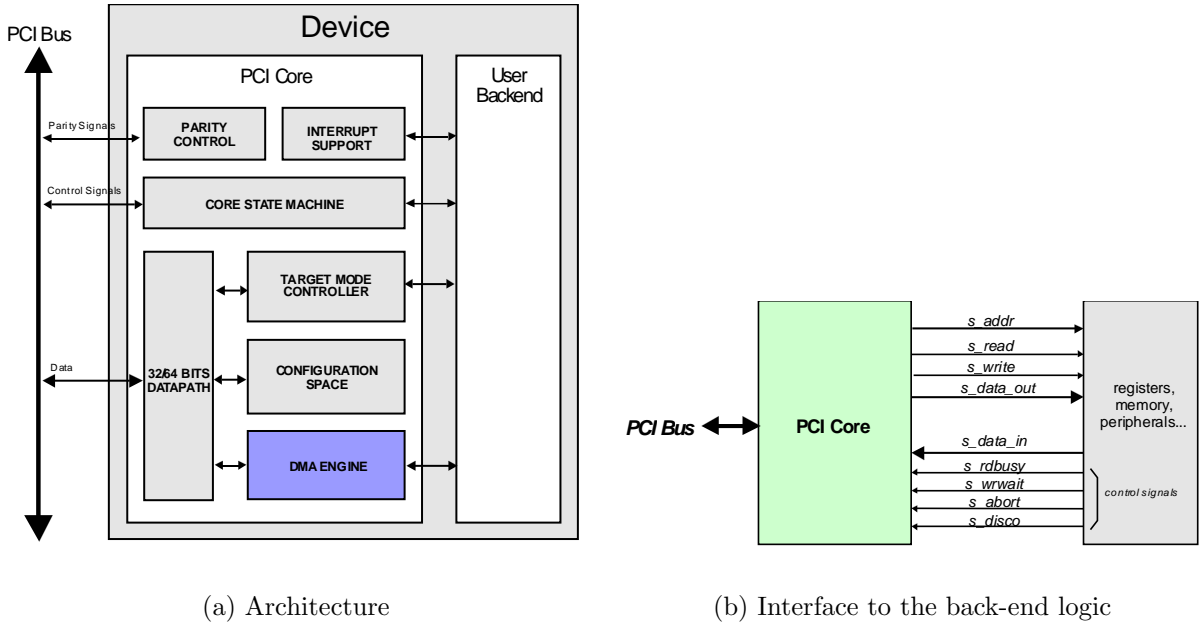 Device
PCI Bus
PCI Core
User
Backend
Parity Signals
PARITY
CONTROL
INTERRUPT
SUPPORT
Control Signals
CORE STATE MACHINE
TARGET MODE
CONTROLLER
Data
32/64 BITS
DATAPATH
CONFIGURATION
SPACE
DMA ENGINE
(a) Architecture
s_addr
s_read
s_write
s_data_out
registers,
memory,
peripherals...
PCI Bus
PCI Core
s_data_in
s_rdbusy
s_wrwait
s_abort
s_disco
control signals
(b) Interface to the back-end logic